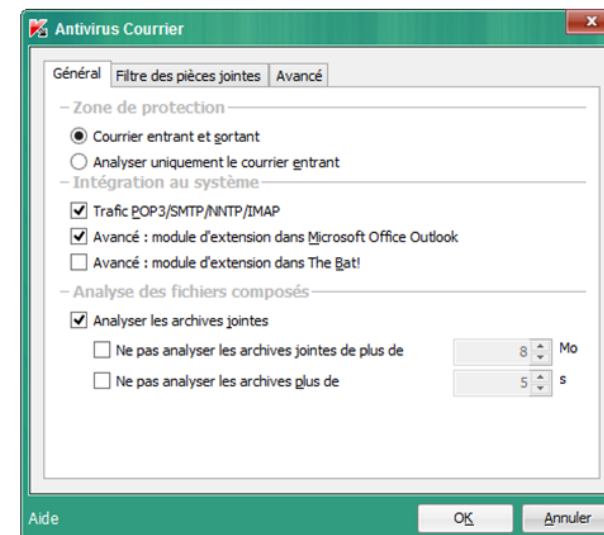 Antivirus Courrier
Général Filtre des pièces jointes Avancé
Zone de protection
Courrier entrant et sortant
Analyser uniquement le courrier entrant
Intégration au système
Trafic POP3/SMTP/NNTP/IMAP
Avancé : module d'extension dans Microsoft Office Outlook
Avancé : module d'extension dans The Bat!
Analyse des fichiers composés
Analyser les archives jointes
Ne pas analyser les archives jointes de plus de 8 Mo
Ne pas analyser les archives plus de 5 s
Aide OK Annuler